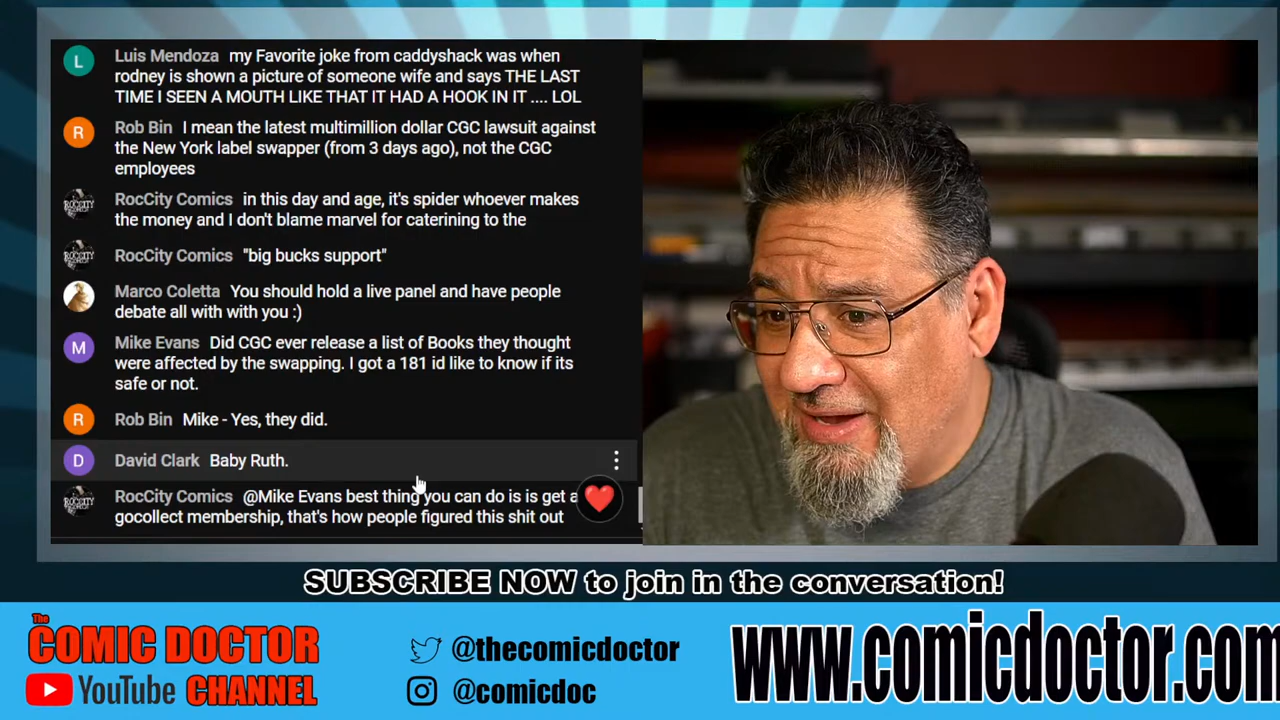 L Luis Mendoza my Favorite joke from caddyshack was when
rodney is shown a picture of someone wife and says THE LAST
TIME I SEEN A MOUTH LIKE THAT IT HAD A HOOK IN IT .... LOL
R Rob Bin I mean the latest multimillion dollar CGC lawsuit against
the New York label swapper (from 3 days ago), not the CGC
employees
RocCity Comics in this day and age, it's spider whoever makes
the money and I don't blame marvel for caterining to the
RocCity Comics "big bucks support"
Marco Coletta You should hold a live panel and have people
debate all with with you :)
M Mike Evans Did CGC ever release a list of Books they thought
were affected by the swapping. I got a 181 id like to know if its
safe or not.
R Rob Bin Mike - Yes, they did.
D David Clark Baby Ruth.
RocCity Comics @Mike Evans best thing you can do is is get a
gocollect membership, that's how people figured this shit out
SUBSCRIBE NOW to join in the conversation!
The
COMIC DOCTOR
YouTube CHANNEL
@thecomicdoctor
@comicdoc
www.comicdoctor.com